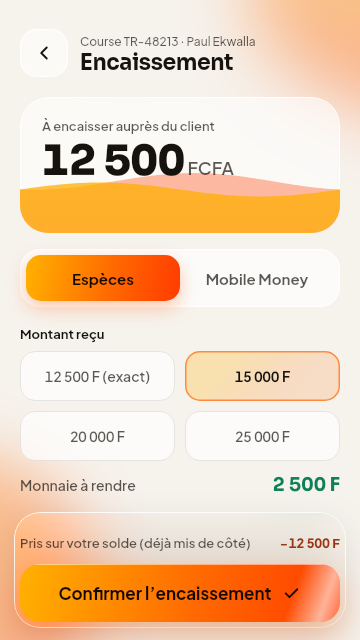 Course TR-48213 · Paul Ekwalla
Encaissement
À encaisser auprès du client
12 500 FCFA
Espèces
Mobile Money
Montant reçu
12 500 F (exact)
15 000 F
20 000 F
25 000 F
Monnaie à rendre
2 500 F
Pris sur votre solde (déjà mis de côté)
−12 500 F
Confirmer l’encaissement